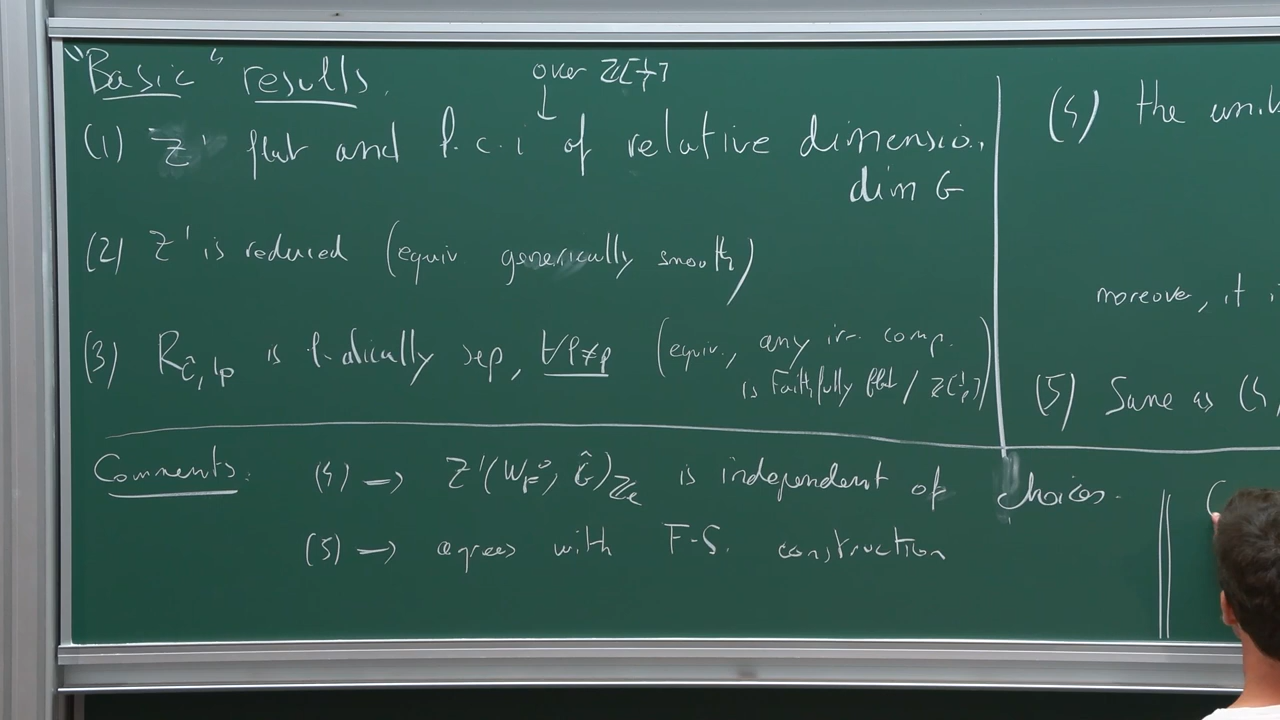 "Basic" results.
over Z[1/p]
(1) Z' flat and l.c.i of relative dimension
dim G
(2) Z' is reduced (equiv generically smooth)
(3) R_{Ĝ, p} is ℓ-adically sep, ∀ℓ≠p (equiv., any irr. comp.
is Faithfully flat / Z[1/p])
(4) the
moreover, it
(5) Same as (4,
Comments: (4) → Z'(W_F^0, Ĝ)_{Z_ℓ} is independent of choices.
(5) → agrees with F-S. construction